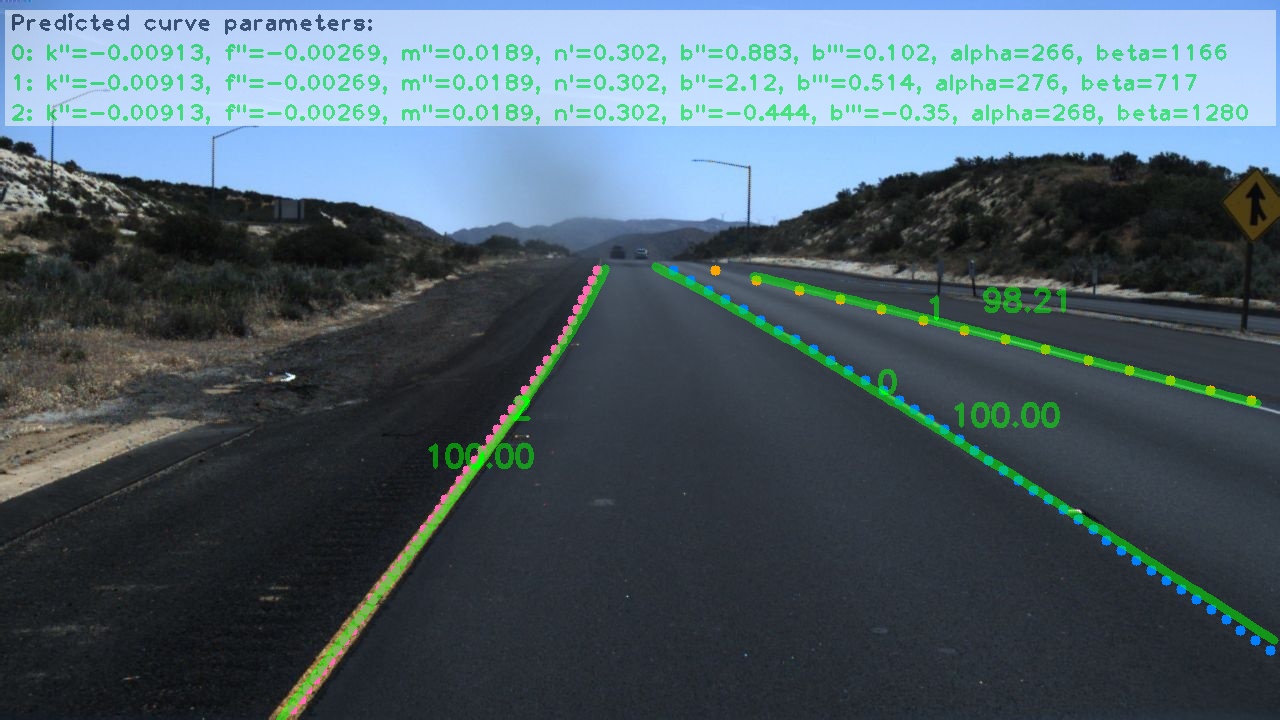 Predicted curve parameters:
0: k''=-0.00913, f''=-0.00269, m''=0.0189, n'=0.302, b''=0.883, b'''=0.102, alpha=266, beta=1166
1: k''=-0.00913, f''=-0.00269, m''=0.0189, n'=0.302, b''=2.12, b'''=0.514, alpha=276, beta=717
2: k''=-0.00913, f''=-0.00269, m''=0.0189, n'=0.302, b''=-0.444, b'''=-0.35, alpha=268, beta=1280
1 98.21
0
100.00
2
100.00